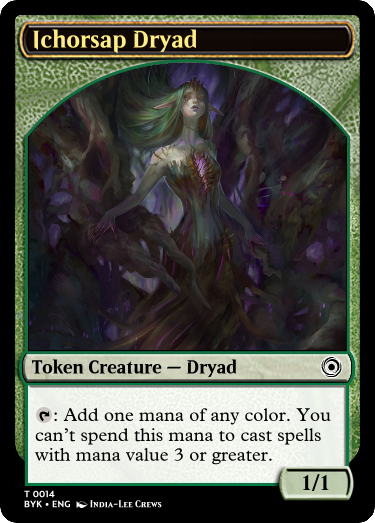 Ichorsap Dryad
Token Creature — Dryad
: Add one mana of any color. You
can't spend this mana to cast spells
with mana value 3 or greater.
1/1
T 0014
BYK • ENG India-Lee Crews